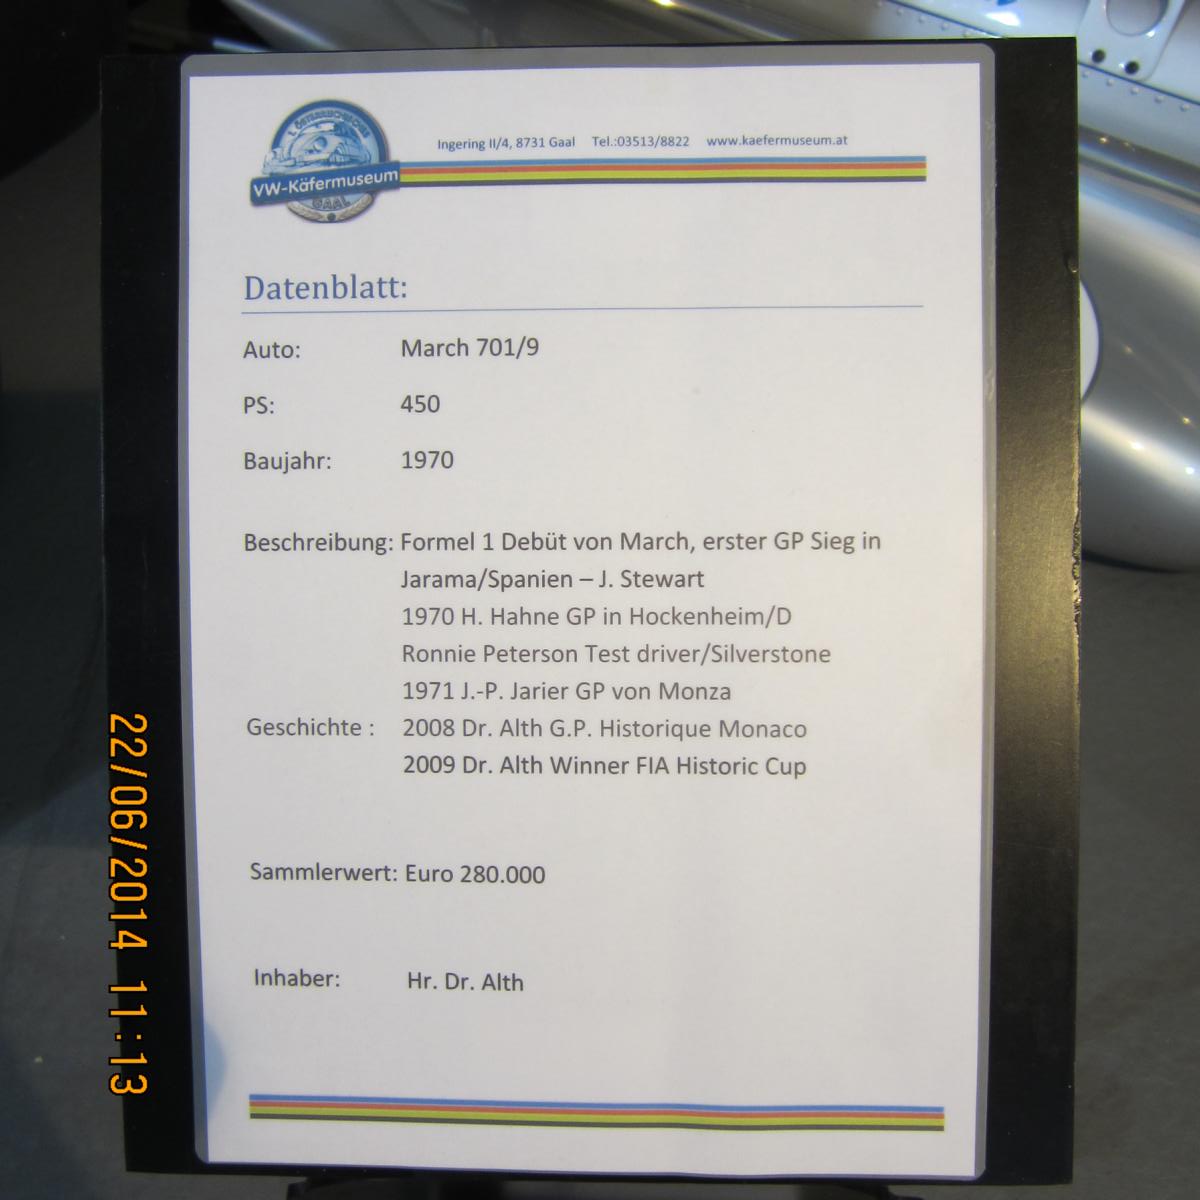 1. ÖSTERREICHISCHES
VW-Käfermuseum
GAAL
Ingering II/4, 8731 Gaal Tel.:03513/8822 www.kaefermuseum.at
Datenblatt:
Auto: March 701/9
PS: 450
Baujahr: 1970
Beschreibung: Formel 1 Debüt von March, erster GP Sieg in
Jarama/Spanien – J. Stewart
1970 H. Hahne GP in Hockenheim/D
Ronnie Peterson Test driver/Silverstone
1971 J.-P. Jarier GP von Monza
Geschichte : 2008 Dr. Alth G.P. Historique Monaco
2009 Dr. Alth Winner FIA Historic Cup
Sammlerwert: Euro 280.000
Inhaber: Hr. Dr. Alth
22/06/2014 11:13